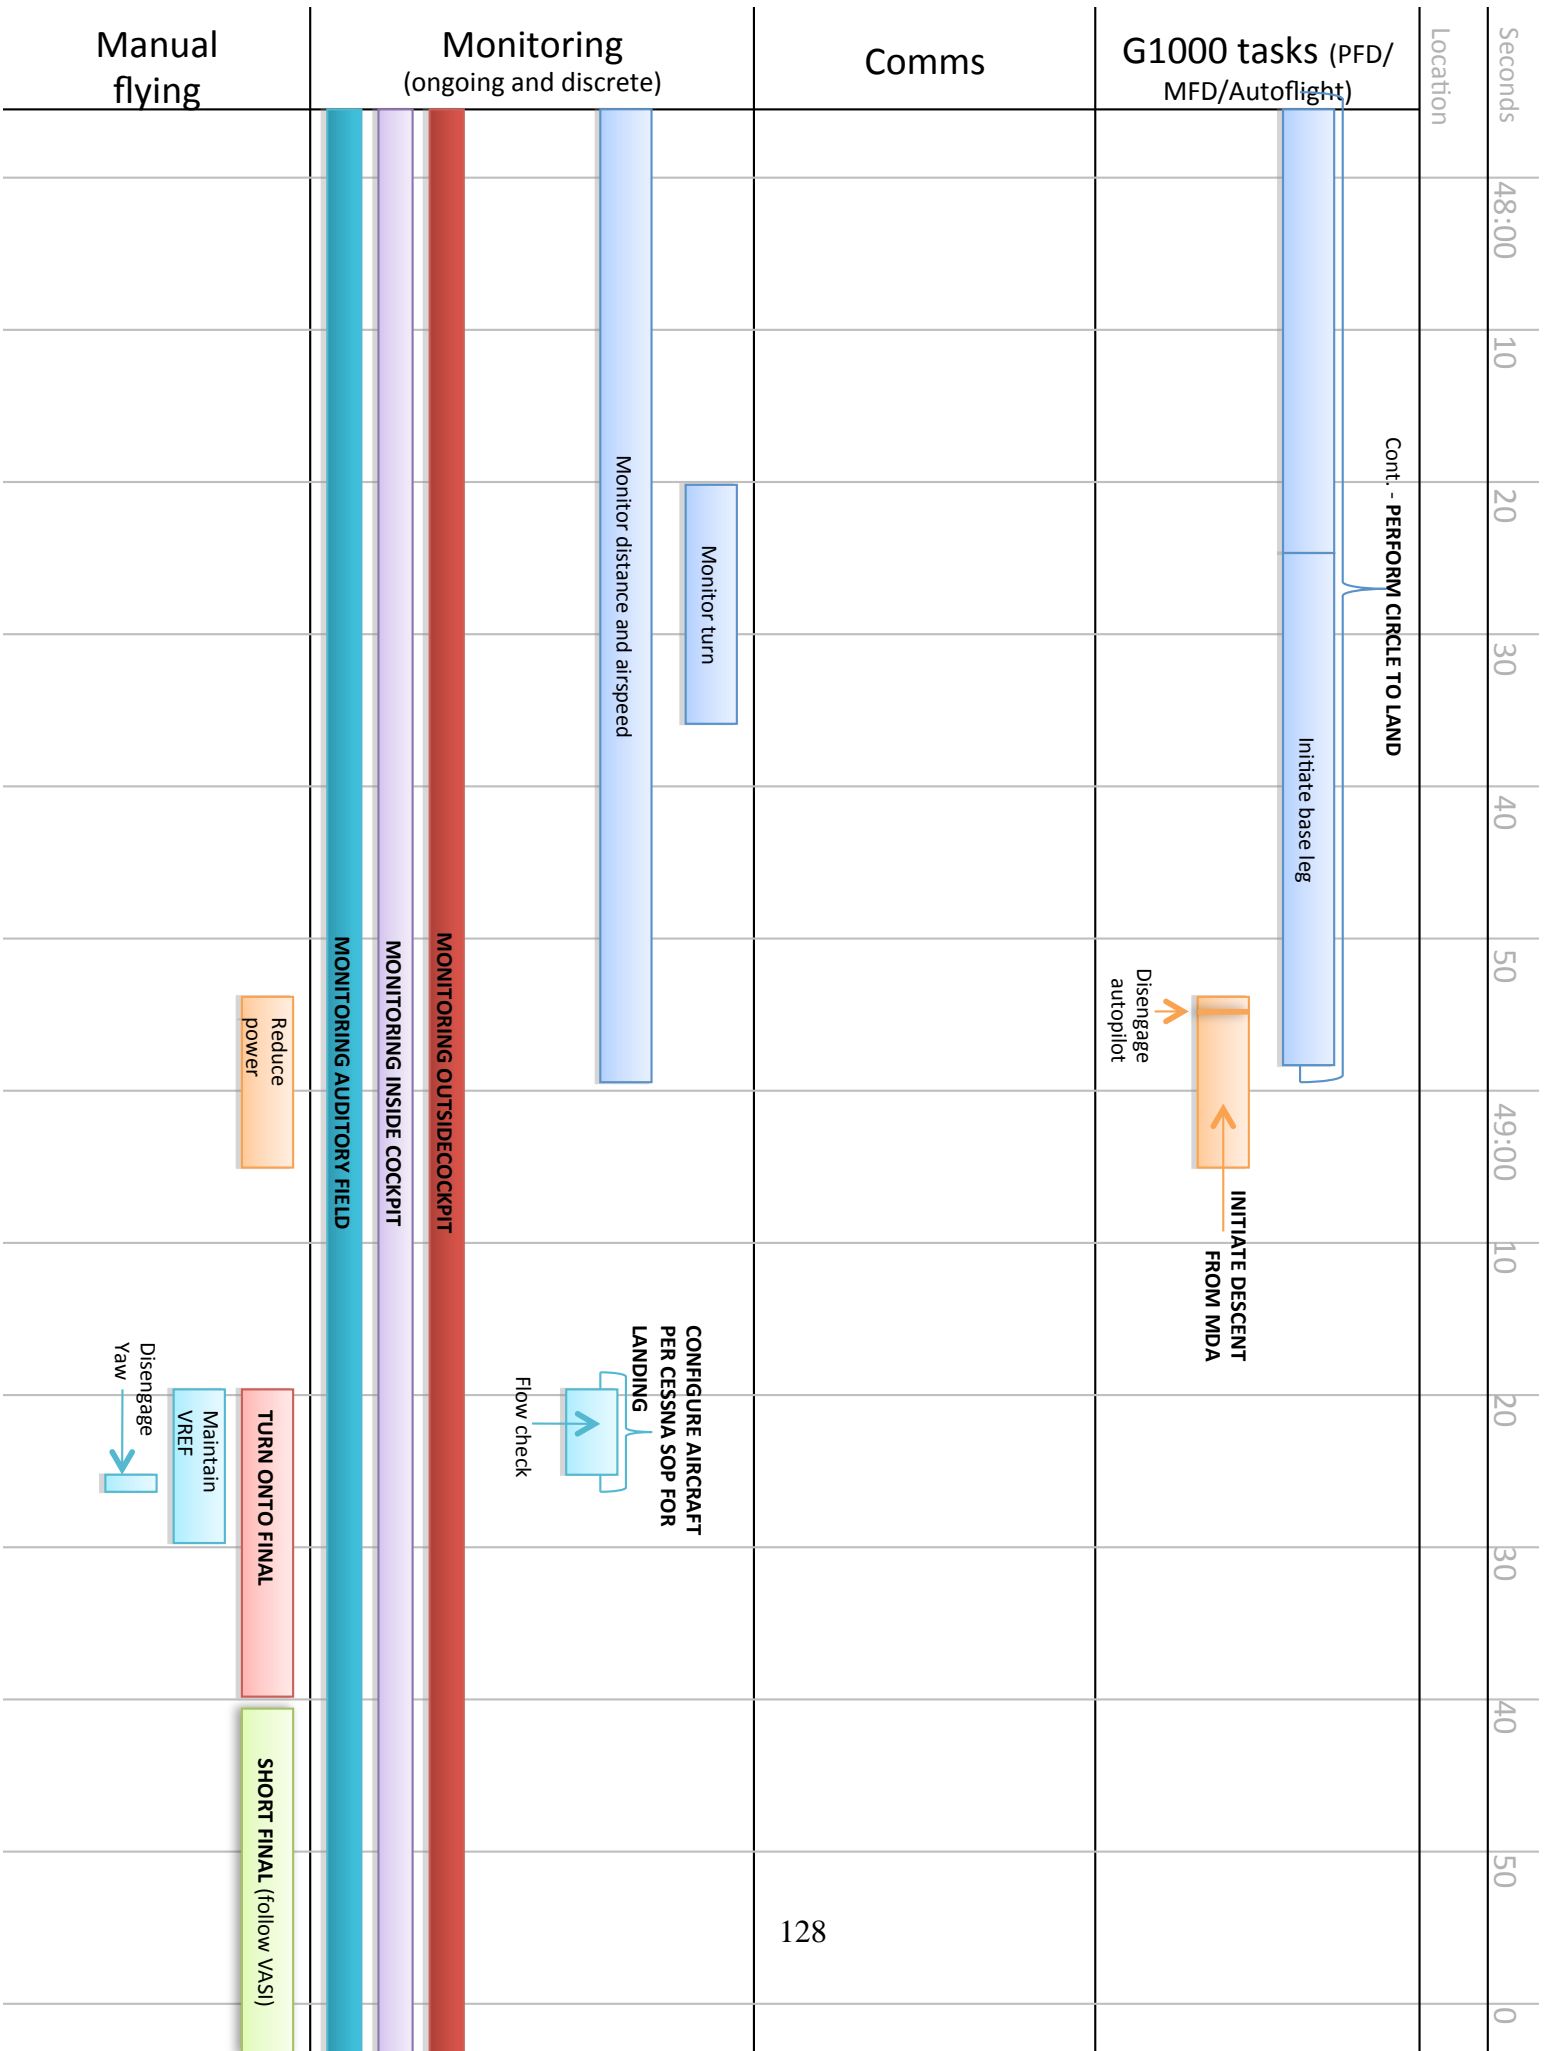 Manual
flying
Monitoring
(ongoing and discrete)
Comms
G1000 tasks (PFD/
MFD/Autoflight)
Location
Seconds
48:00
10
20
30
40
50
49:00
10
20
30
40
50
0
Cont. - PERFORM CIRCLE TO LAND
Initiate base leg
Disengage
autopilot
INITIATE DESCENT
FROM MDA
Monitor turn
Monitor distance and airspeed
CONFIGURE AIRCRAFT
PER CESSNA SOP FOR
LANDING
Flow check
MONITORING OUTSIDECOCKPIT
MONITORING INSIDE COCKPIT
MONITORING AUDITORY FIELD
Reduce
power
TURN ONTO FINAL
Maintain
VREF
Disengage
Yaw
SHORT FINAL (follow VASI)
128